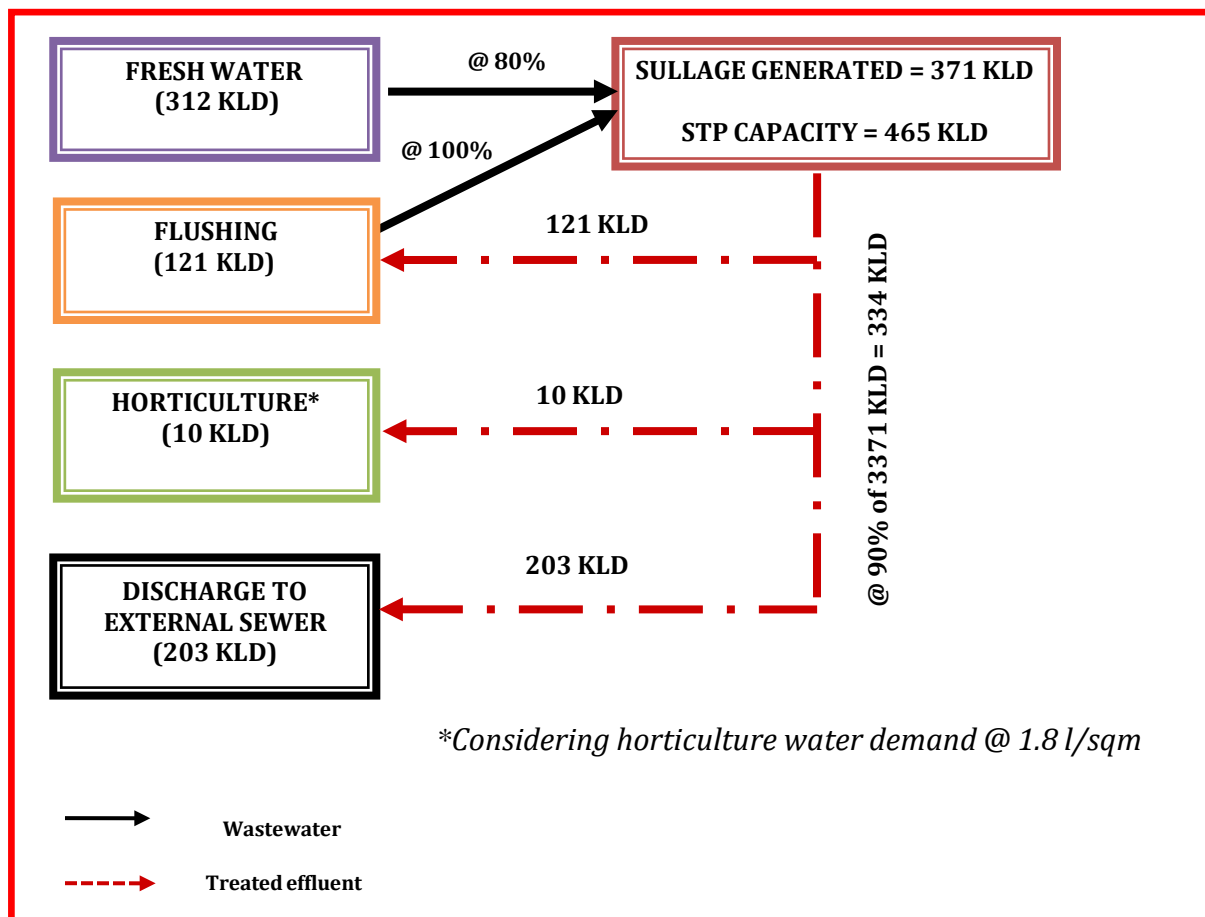 FRESH WATER
(312 KLD)
@ 80%
SULLAGE GENERATED = 371 KLD
STP CAPACITY = 465 KLD
@ 100%
FLUSHING
(121 KLD)
121 KLD
@ 90% of 3371 KLD = 334 KLD
HORTICULTURE*
(10 KLD)
10 KLD
DISCHARGE TO
EXTERNAL SEWER
(203 KLD)
203 KLD
*Considering horticulture water demand @ 1.8 l/sqm
Wastewater
Treated effluent